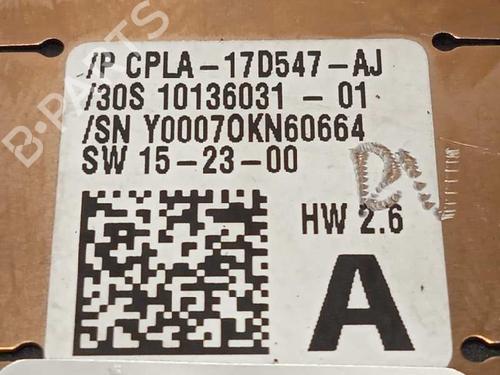 /P CPLA-17D547-AJ
/30S 10136031 -01
/SN Y00070KN60664
SW 15-23-00
HW 2.6
A
B-PARTS